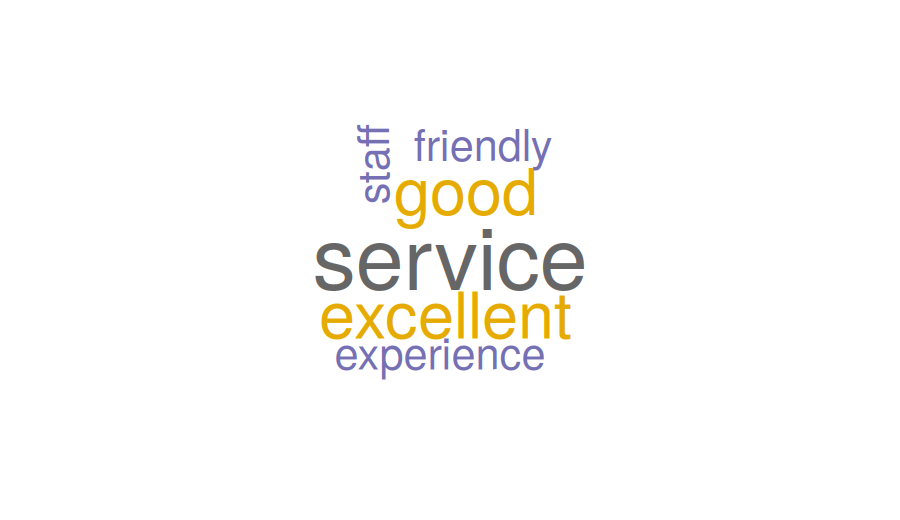 staff
friendly
good
service
excellent
experience